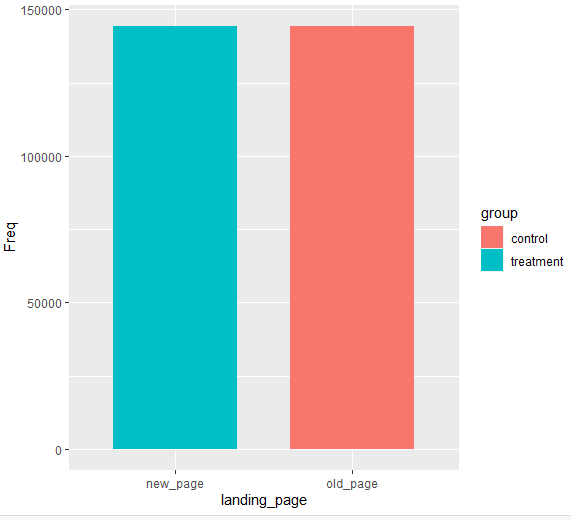 150000
100000
50000
0
Freq
new_page
old_page
landing_page
group
control
treatment